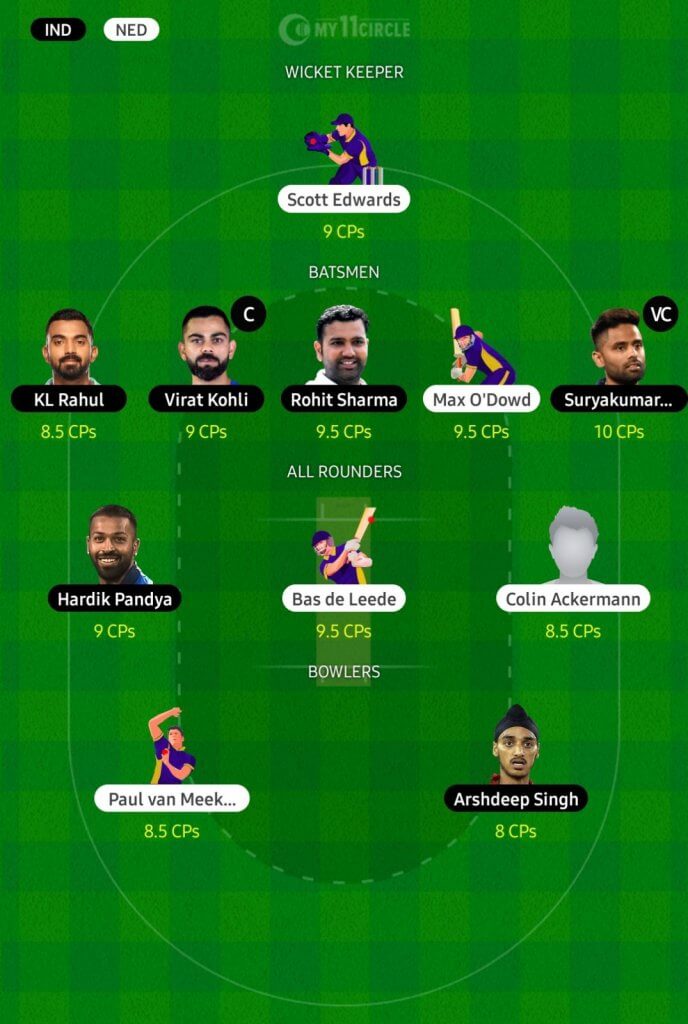 IND NED MY11CIRCLE
WICKET KEEPER
Scott Edwards
9 CPs
BATSMEN
C VC
KL Rahul Virat Kohli Rohit Sharma Max O'Dowd Suryakumar...
8.5 CPs 9 CPs 9.5 CPs 9.5 CPs 10 CPs
ALL ROUNDERS
Hardik Pandya Bas de Leede Colin Ackermann
9 CPs 9.5 CPs 8.5 CPs
BOWLERS
Paul van Meek... Arshdeep Singh
8.5 CPs 8 CPs